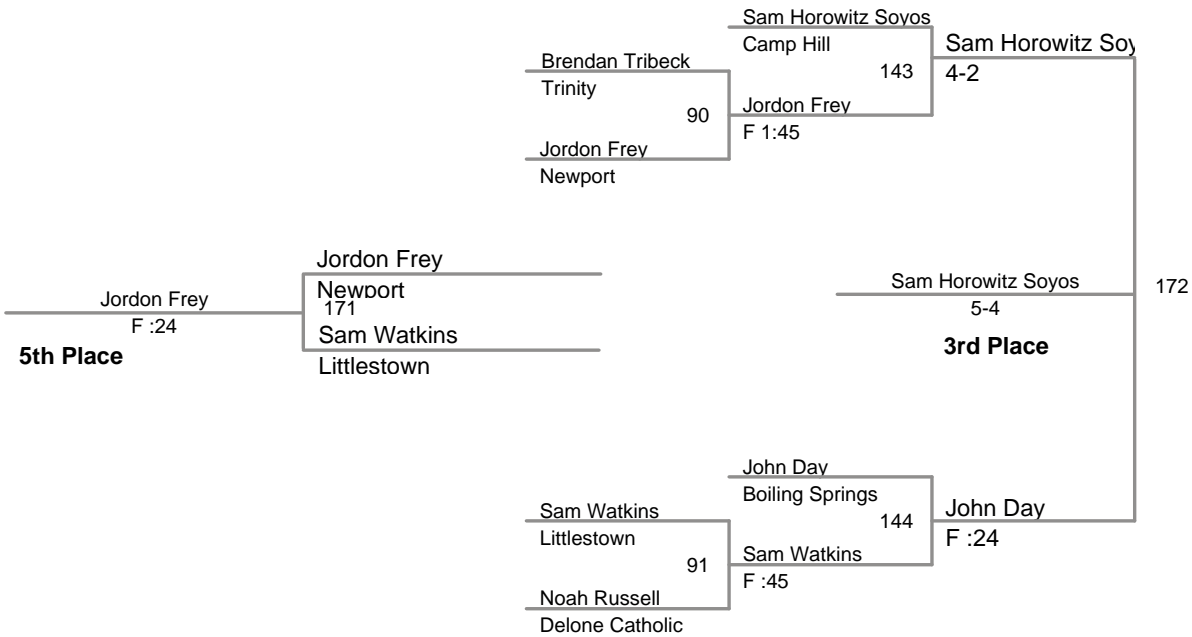 Sam Horowitz Soyos
Camp Hill
Sam Horowitz Soy
143
4-2
Brendan Tribeck
Trinity
90
Jordon Frey
F 1:45
Jordon Frey
Newport
Jordon Frey
Newport
171
Jordon Frey
F :24
5th Place
Sam Watkins
Littlestown
Sam Horowitz Soyos
5-4
3rd Place
172
John Day
Boiling Springs
144
John Day
F :24
Sam Watkins
Littlestown
91
Sam Watkins
F :45
Noah Russell
Delone Catholic